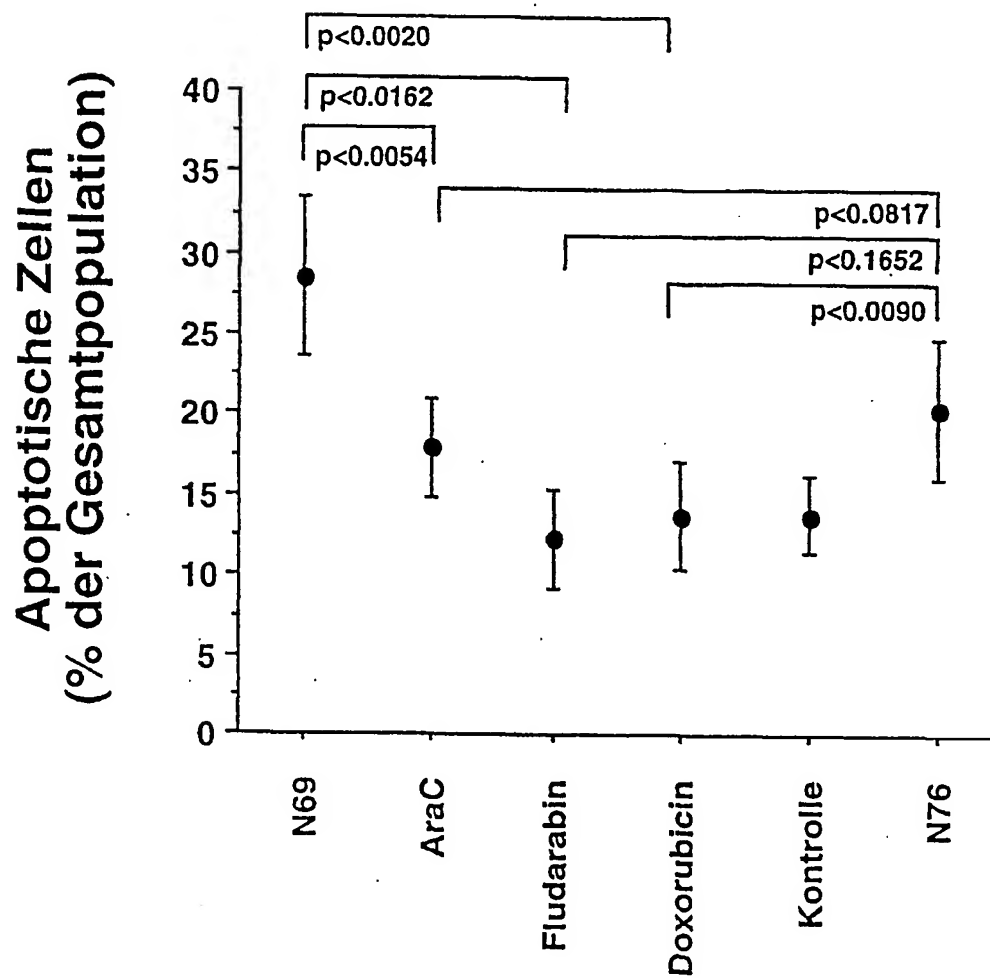 p<0.0020
p<0.0162
p<0.0054
p<0.0817
p<0.1652
p<0.0090
Apoptotische Zellen
(% der Gesamtpopulation)
40
35
30
25
20
15
10
5
0
N69
AraC
Fludarabin
Doxorubicin
Kontrolle
N76